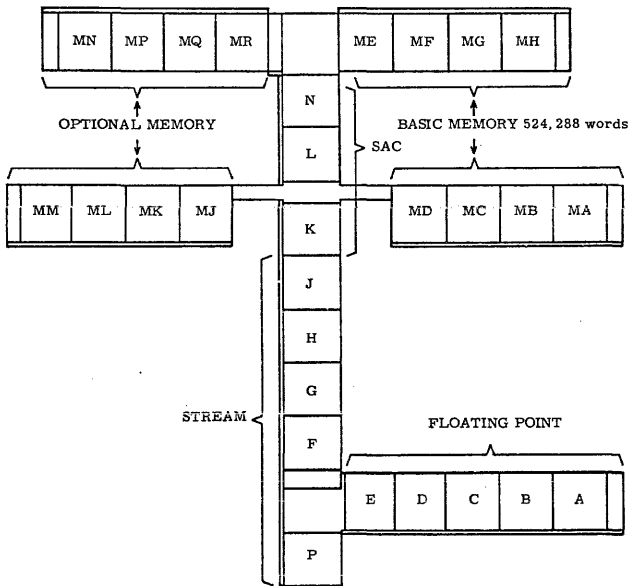 MN MP MQ MR ME MF MG MH
N
OPTIONAL MEMORY BASIC MEMORY 524, 288 words
SAC
L
MM ML MK MJ MD MC MB MA
K
J
H
G
STREAM FLOATING POINT
F
E D C B A
P